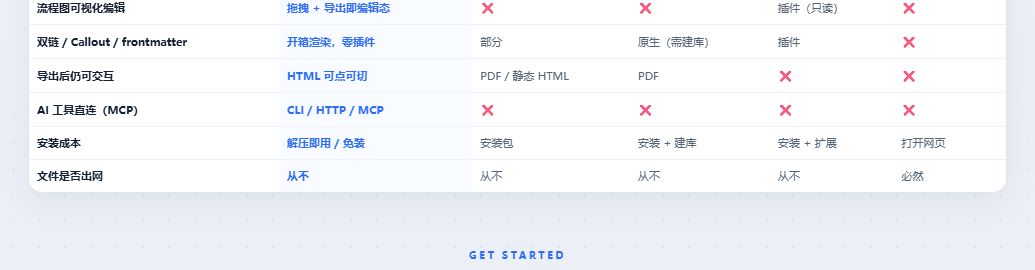 流程图可视化编辑 拖拽 + 导出即编辑态 ❌ ❌ 插件（只读） ❌
双链 / Callout / frontmatter 开箱渲染，零插件 部分 原生（需建库） 插件 ❌
导出后仍可交互 HTML 可点可切 PDF / 静态 HTML PDF ❌ ❌
AI 工具直连（MCP） CLI / HTTP / MCP ❌ ❌ ❌ ❌
安装成本 解压即用 / 免装 安装包 安装 + 建库 安装 + 扩展 打开网页
文件是否出网 从不 从不 从不 从不 必然
GET STARTED